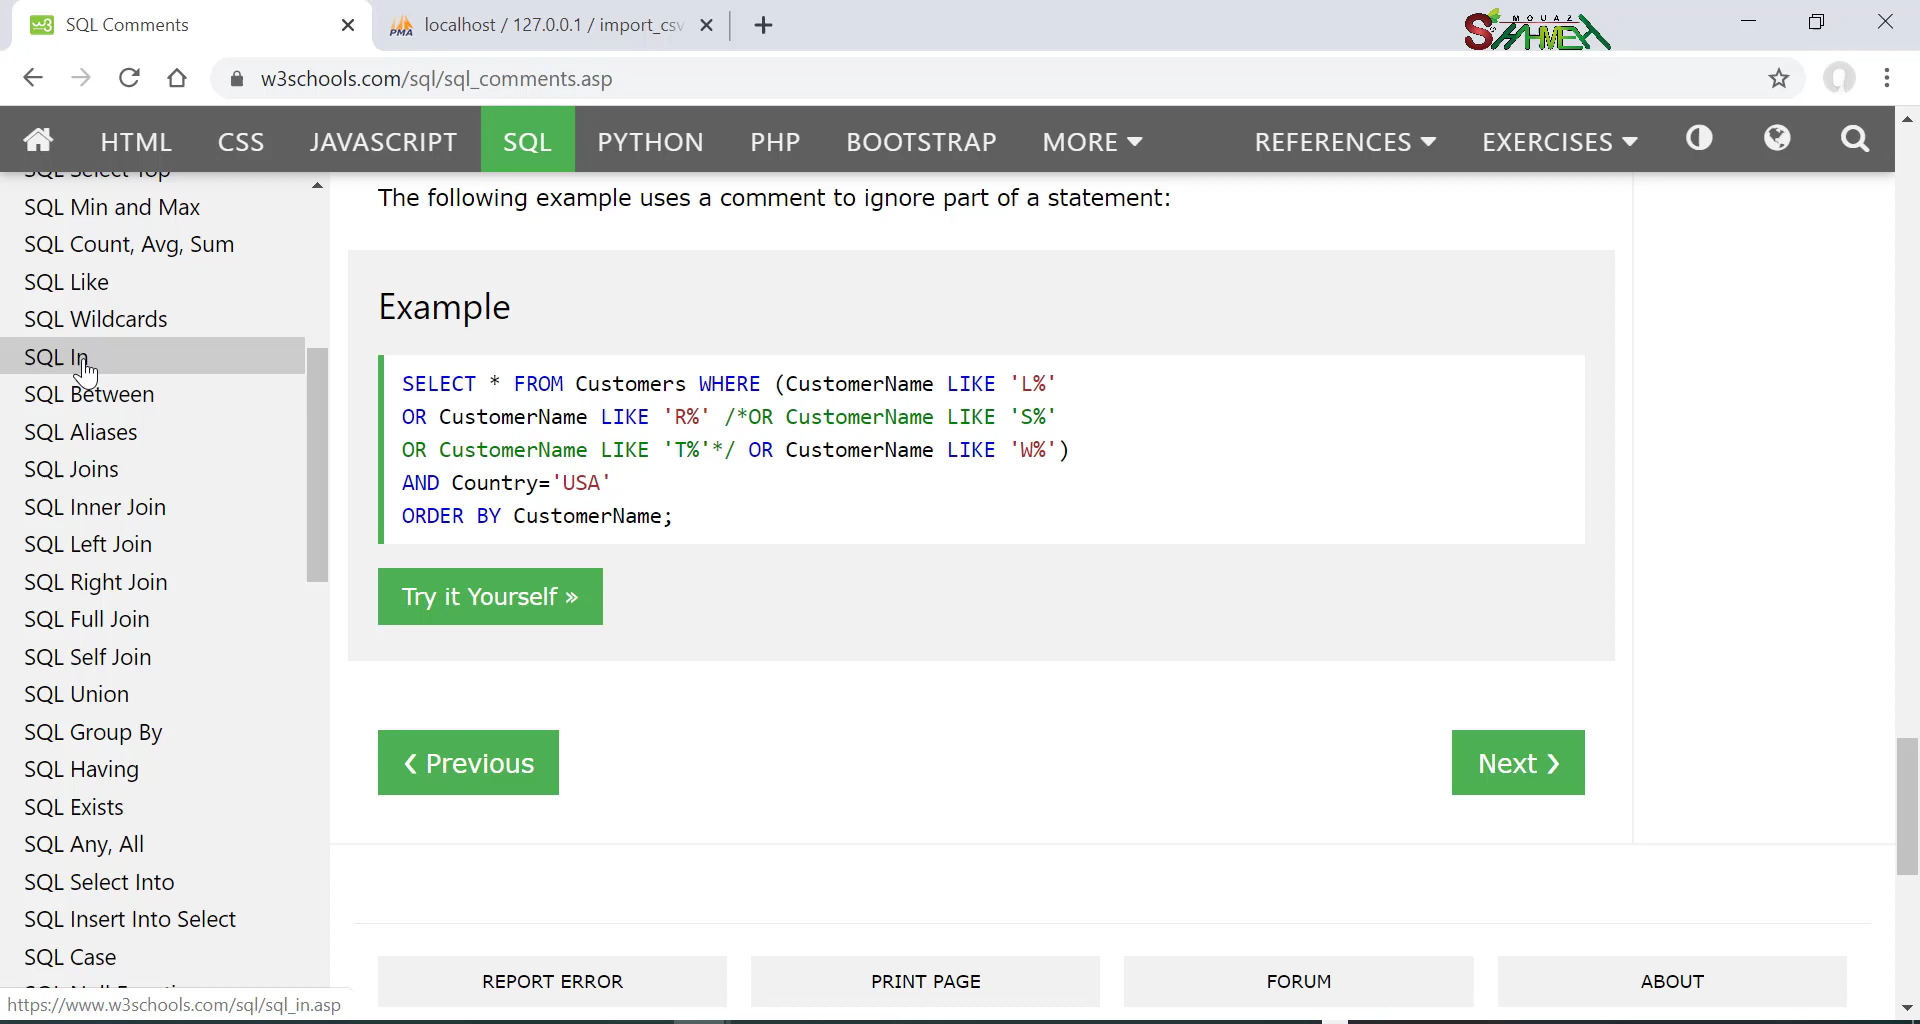 SQL Comments
localhost / 127.0.0.1 / import_csv
MOUAZ
w3schools.com/sql/sql_comments.asp
HTML CSS JAVASCRIPT SQL PYTHON PHP BOOTSTRAP MORE REFERENCES EXERCISES
SQL Select Top
SQL Min and Max
SQL Count, Avg, Sum
SQL Like
SQL Wildcards
SQL In
SQL Between
SQL Aliases
SQL Joins
SQL Inner Join
SQL Left Join
SQL Right Join
SQL Full Join
SQL Self Join
SQL Union
SQL Group By
SQL Having
SQL Exists
SQL Any, All
SQL Select Into
SQL Insert Into Select
SQL Case
https://www.w3schools.com/sql/sql_in.asp
The following example uses a comment to ignore part of a statement:
Example
SELECT * FROM Customers WHERE (CustomerName LIKE 'L%'
OR CustomerName LIKE 'R%' /*OR CustomerName LIKE 'S%'
OR CustomerName LIKE 'T%'*/ OR CustomerName LIKE 'W%')
AND Country='USA'
ORDER BY CustomerName;
Try it Yourself »
❮ Previous
Next ❯
REPORT ERROR
PRINT PAGE
FORUM
ABOUT